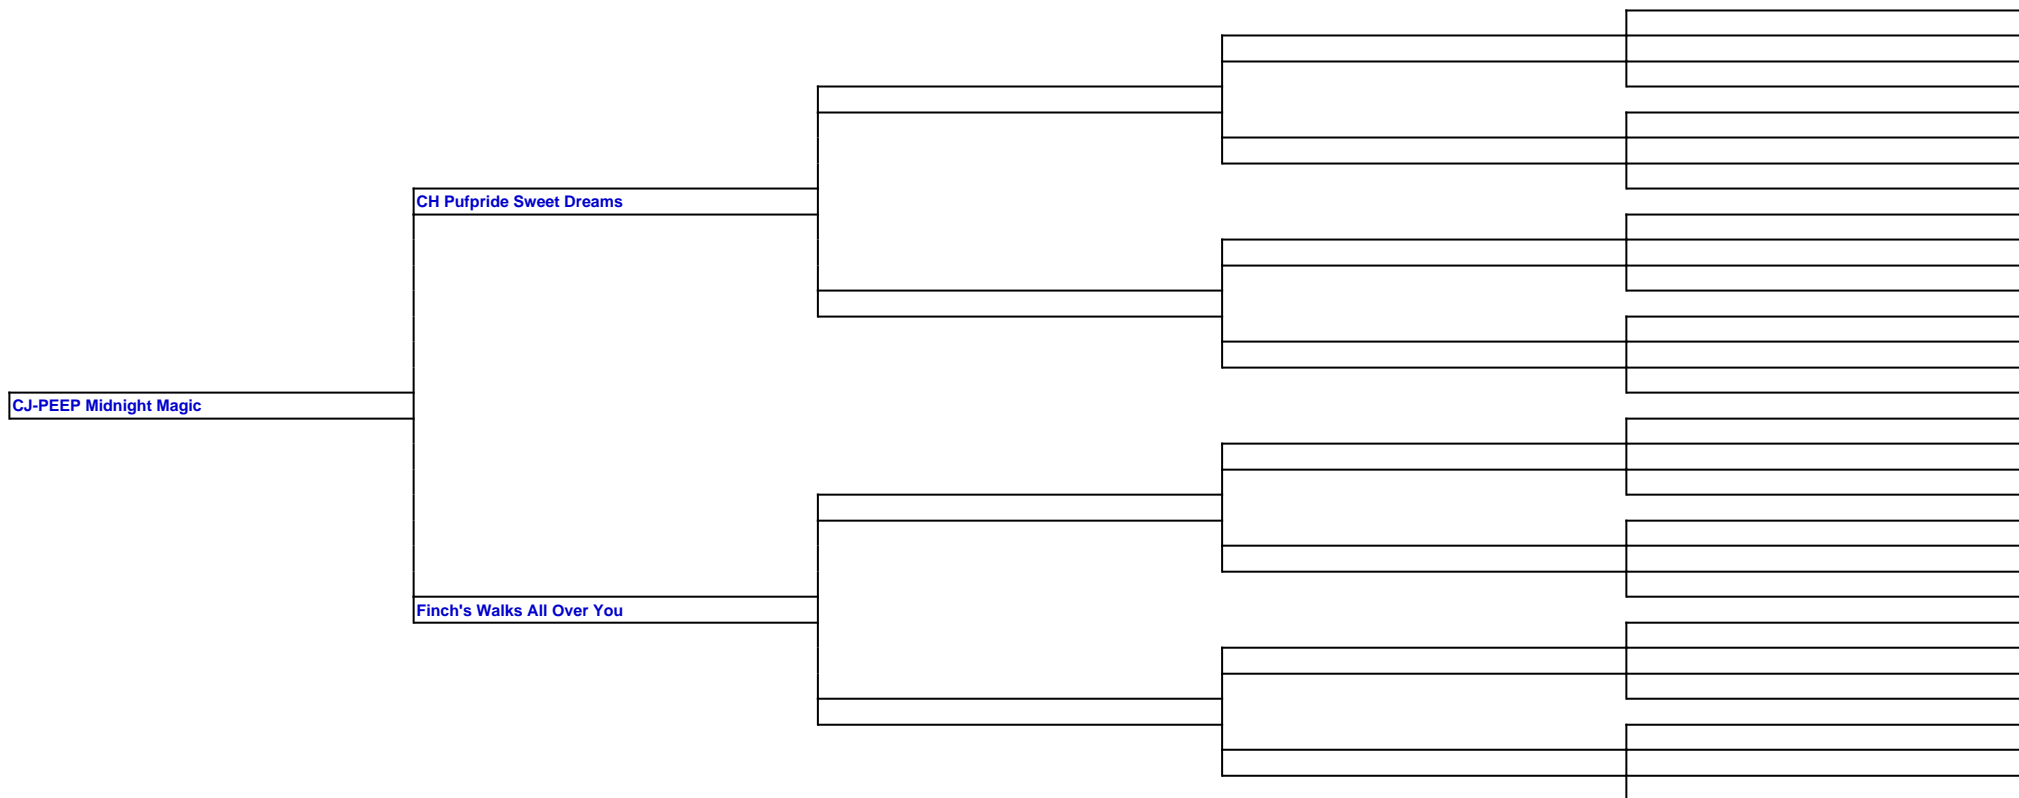 CH Pufpride Sweet Dreams
CJ-PEEP Midnight Magic
Finch's Walks All Over You